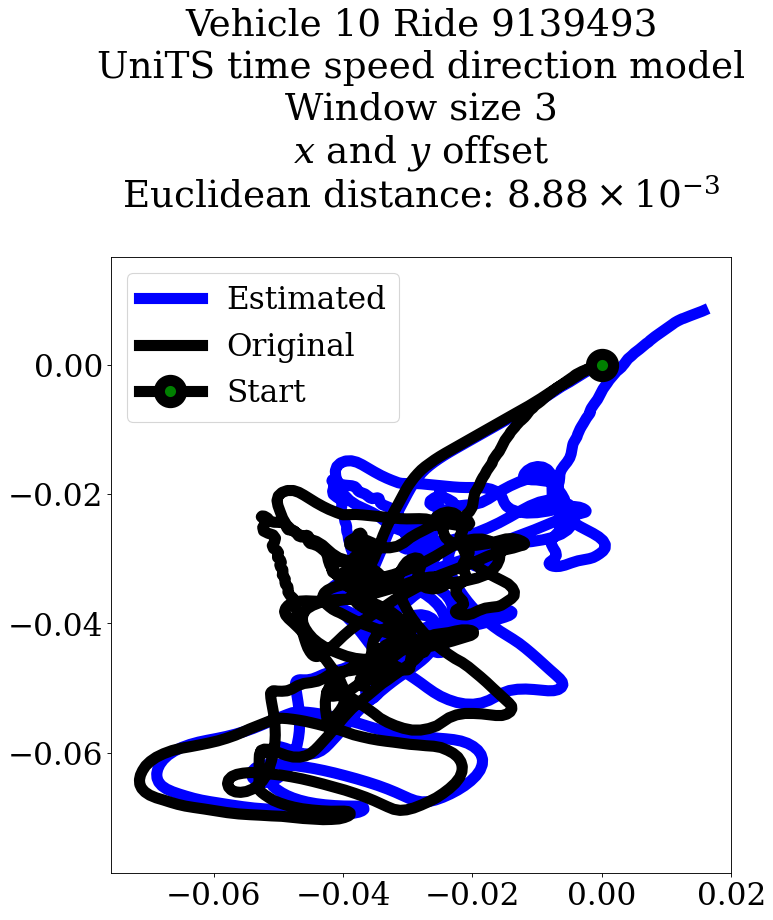 Vehicle 10 Ride 9139493
UniTS time speed direction model
Window size 3
x and y offset
Euclidean distance: 8.88 × 10⁻³
Estimated
Original
Start
0.00
−0.02
−0.04
−0.06
−0.06 −0.04 −0.02 0.00 0.02